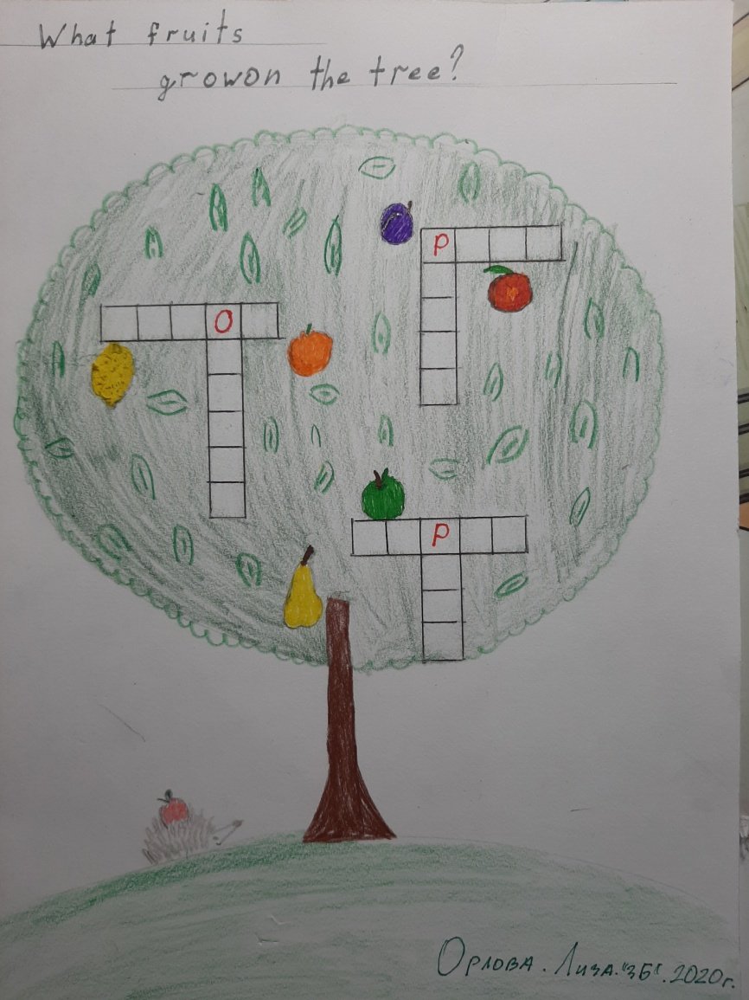 What fruits
growon the tree?
P
O
P
Орлова. Лиза. "3Б". 2020г.